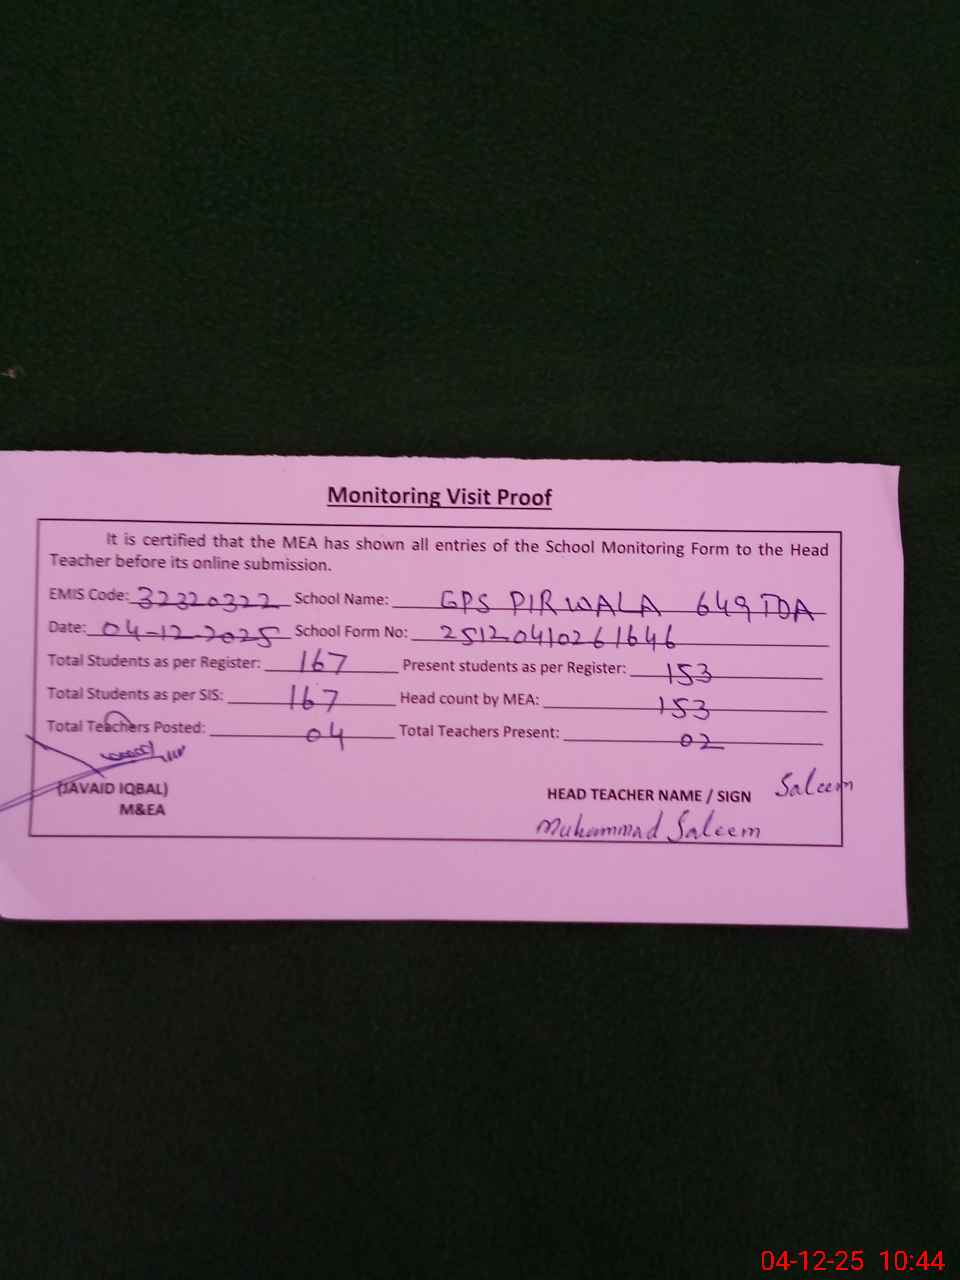 Monitoring Visit Proof
It is certified that the MEA has shown all entries of the School Monitoring Form to the Head
Teacher before its online submission.
EMIS Code: 32320322 School Name: GPS PIRWALA 649 TDA
Date: 04-12-2025 School Form No: 25120410261646
Total Students as per Register: 167 Present students as per Register: 153
Total Students as per SIS: 167 Head count by MEA: 153
Total Teachers Posted: 04 Total Teachers Present: 02
(JAVAID IQBAL)
M&EA
HEAD TEACHER NAME / SIGN Saleem
Muhammad Saleem
04-12-25 10:44